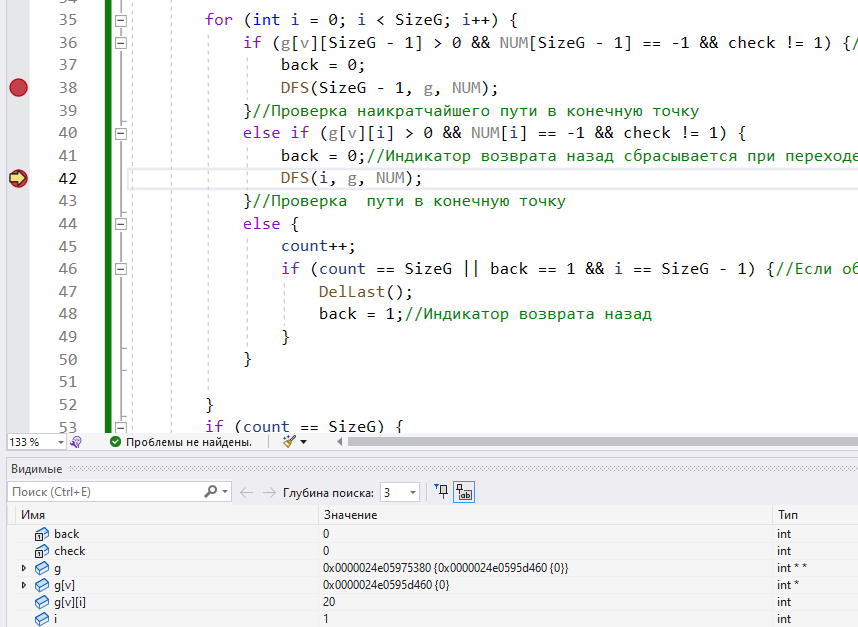 35 for (int i = 0; i < SizeG; i++) {
36 if (g[v][SizeG - 1] > 0 && NUM[SizeG - 1] == -1 && check != 1) {/
37 back = 0;
38 DFS(SizeG - 1, g, NUM);
39 }//Проверка наикратчайшего пути в конечную точку
40 else if (g[v][i] > 0 && NUM[i] == -1 && check != 1) {
41 back = 0;//Индикатор возврата назад сбрасывается при переходе
42 DFS(i, g, NUM);
43 }//Проверка  пути в конечную точку
44 else {
45 count++;
46 if (count == SizeG || back == 1 && i == SizeG - 1) {//Если об
47 DelLast();
48 back = 1;//Индикатор возврата назад
49 }
50 }
51
52 }
53 if (count == SizeG) {
133 % Проблемы не найдены.
Видимые
Поиск (Ctrl+E) Глубина поиска: 3
Имя Значение Тип
back 0 int
check 0 int
g 0x0000024e05975380 {0x0000024e0595d460 {0}} int * *
g[v] 0x0000024e0595d460 {0} int *
g[v][i] 20 int
i 1 int